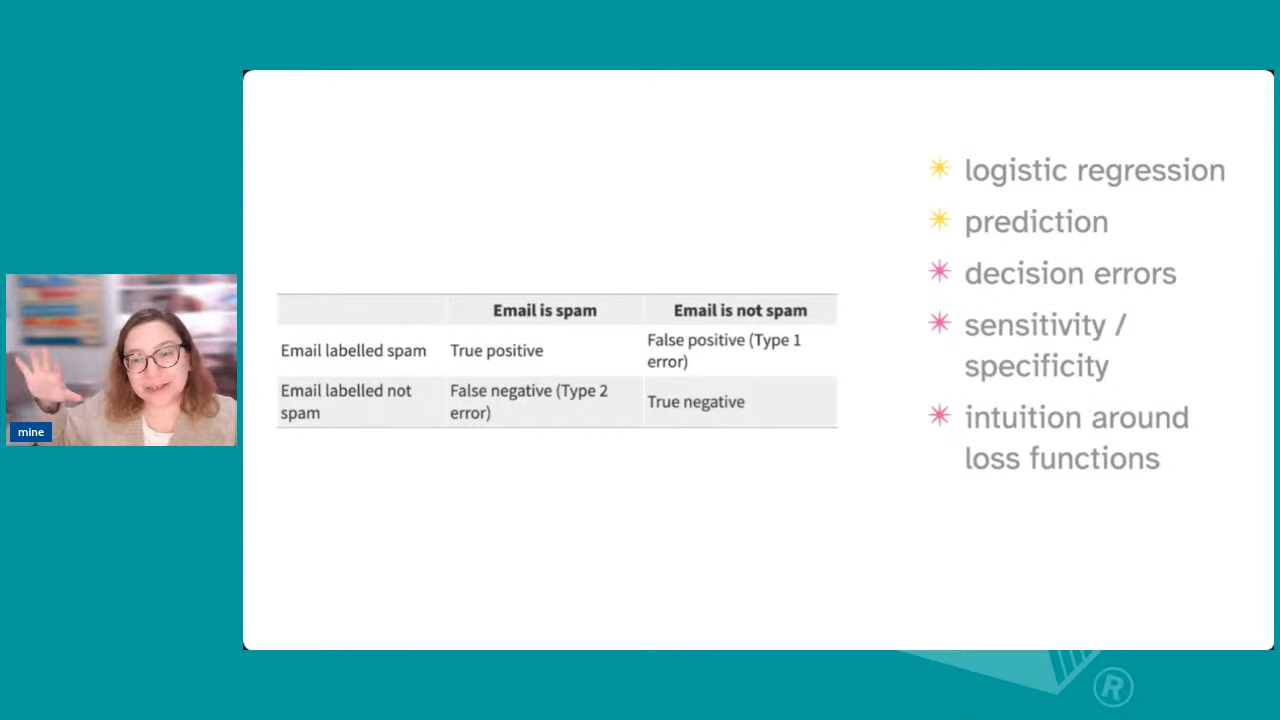 mine
Email is spam
Email is not spam
Email labelled spam
True positive
False positive (Type 1
error)
Email labelled not
spam
False negative (Type 2
error)
True negative
logistic regression
prediction
decision errors
sensitivity /
specificity
intuition around
loss functions
®